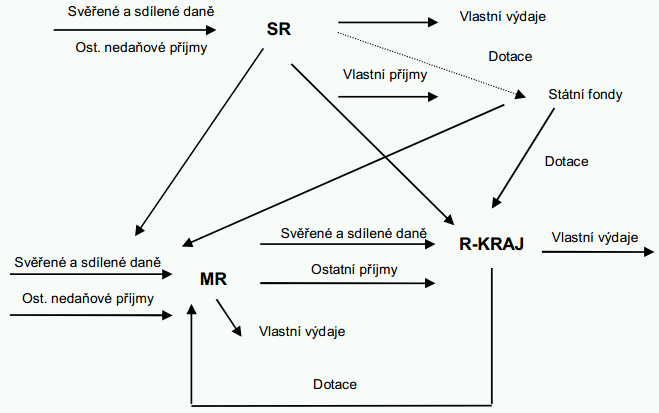 Svěřené a sdílené daně
Vlastní výdaje
SR
Ost. nedaňové příjmy
Dotace
Vlastní příjmy
Státní fondy
Dotace
Svěřené a sdílené daně
R-KRAJ
Vlastní výdaje
Svěřené a sdílené daně
Ostatní příjmy
MR
Ost. nedaňové příjmy
Vlastní výdaje
Dotace